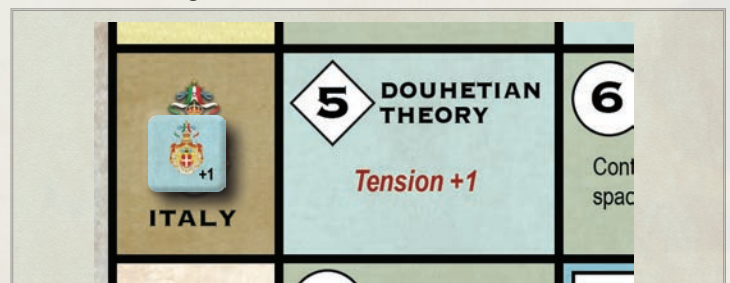 ITALY
+1
5
DOUHETIAN
THEORY
Tension +1
6
Cont
spac